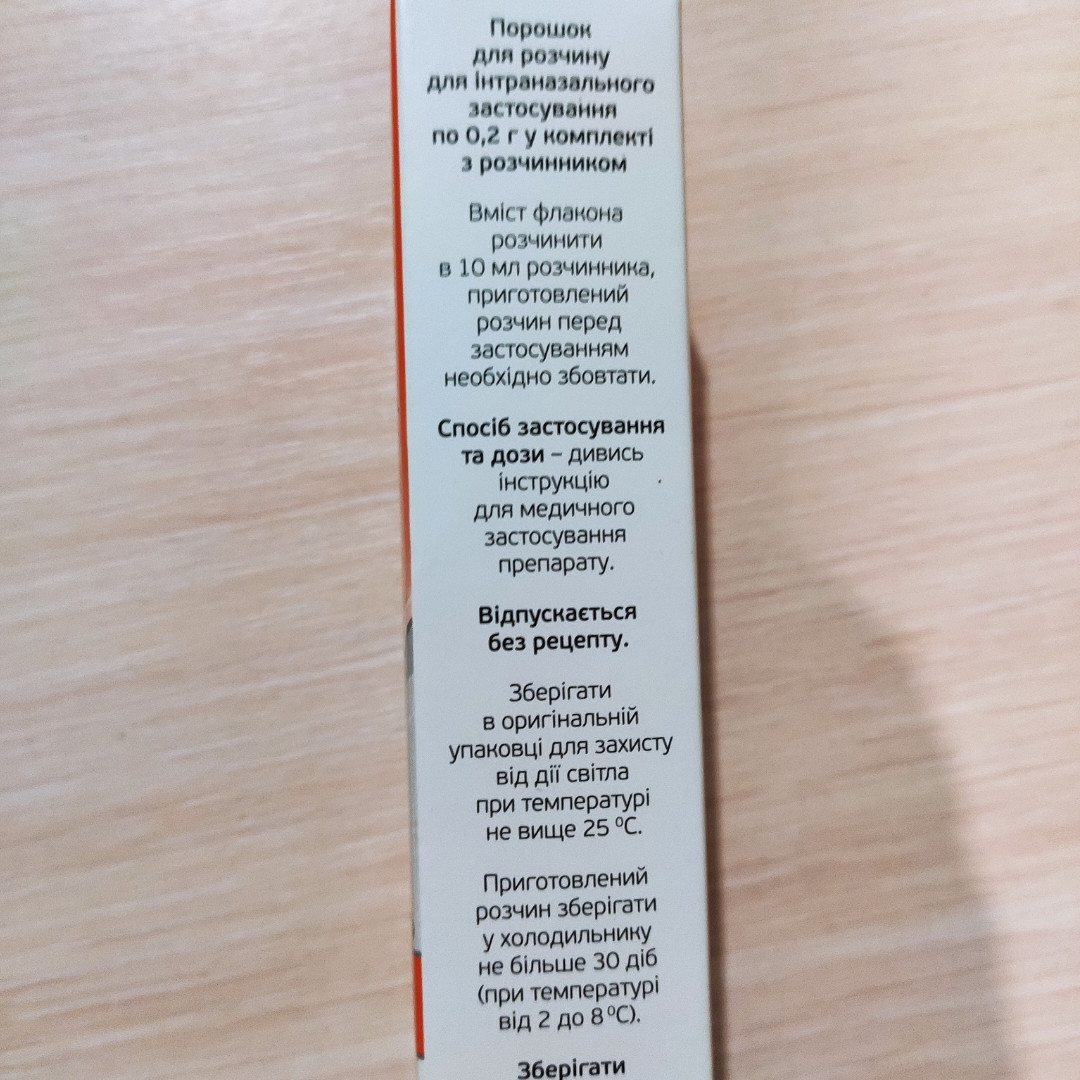 Порошок
для розчину
для інтраназального
застосування
по 0,2 г у комплекті
з розчинником
Вміст флакона
розчинити
в 10 мл розчинника,
приготовлений
розчин перед
застосуванням
необхідно збовтати.
Спосіб застосування
та дози – дивись
інструкцію
для медичного
застосування
препарату.
Відпускається
без рецепту.
Зберігати
в оригінальній
упаковці для захисту
від дії світла
при температурі
не вище 25 ºС.
Приготовлений
розчин зберігати
у холодильнику
не більше 30 діб
(при температурі
від 2 до 8 ºС).
Зберігати